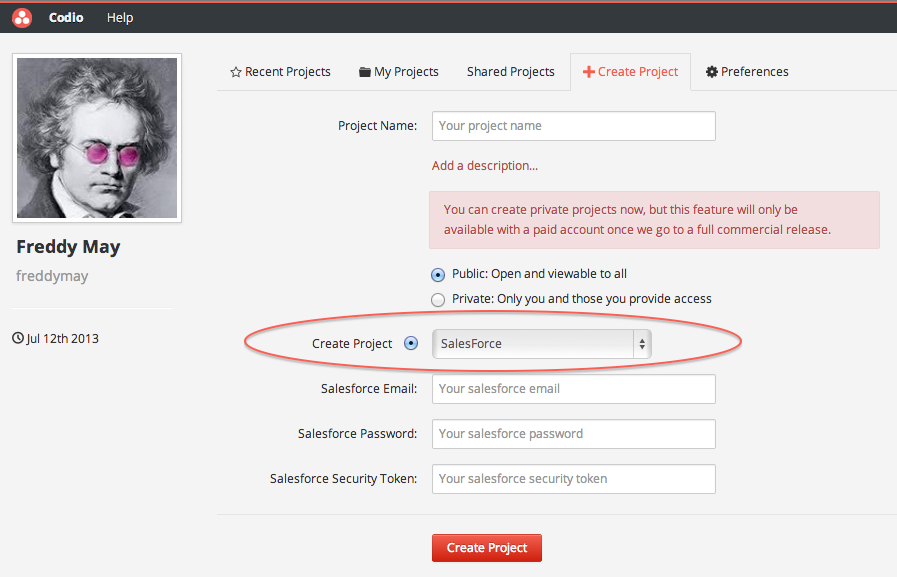 Codio Help
Recent Projects My Projects Shared Projects Create Project Preferences
Project Name: Your project name
Add a description...
You can create private projects now, but this feature will only be
available with a paid account once we go to a full commercial release.
Freddy May
freddymay
Public: Open and viewable to all
Private: Only you and those you provide access
Jul 12th 2013
Create Project SalesForce
Salesforce Email: Your salesforce email
Salesforce Password: Your salesforce password
Salesforce Security Token: Your salesforce security token
Create Project